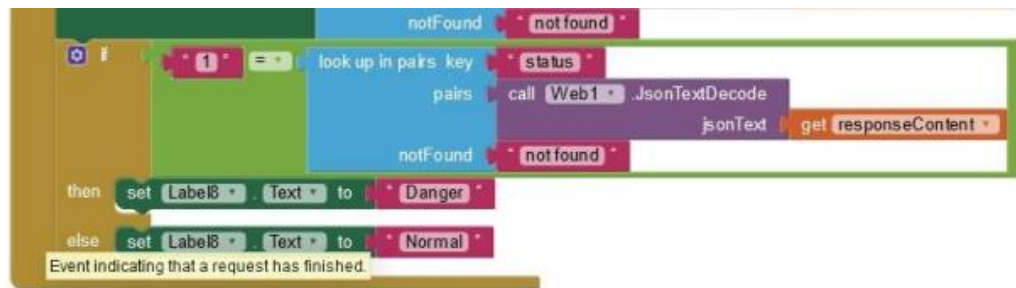 notFound " not found "
if " 1 " = look up in pairs key " status "
pairs call Web1 .JsonTextDecode
jsonText get responseContent
notFound " not found "
then set Label8 . Text to " Danger "
else set Label8 . Text to " Normal "
Event indicating that a request has finished.